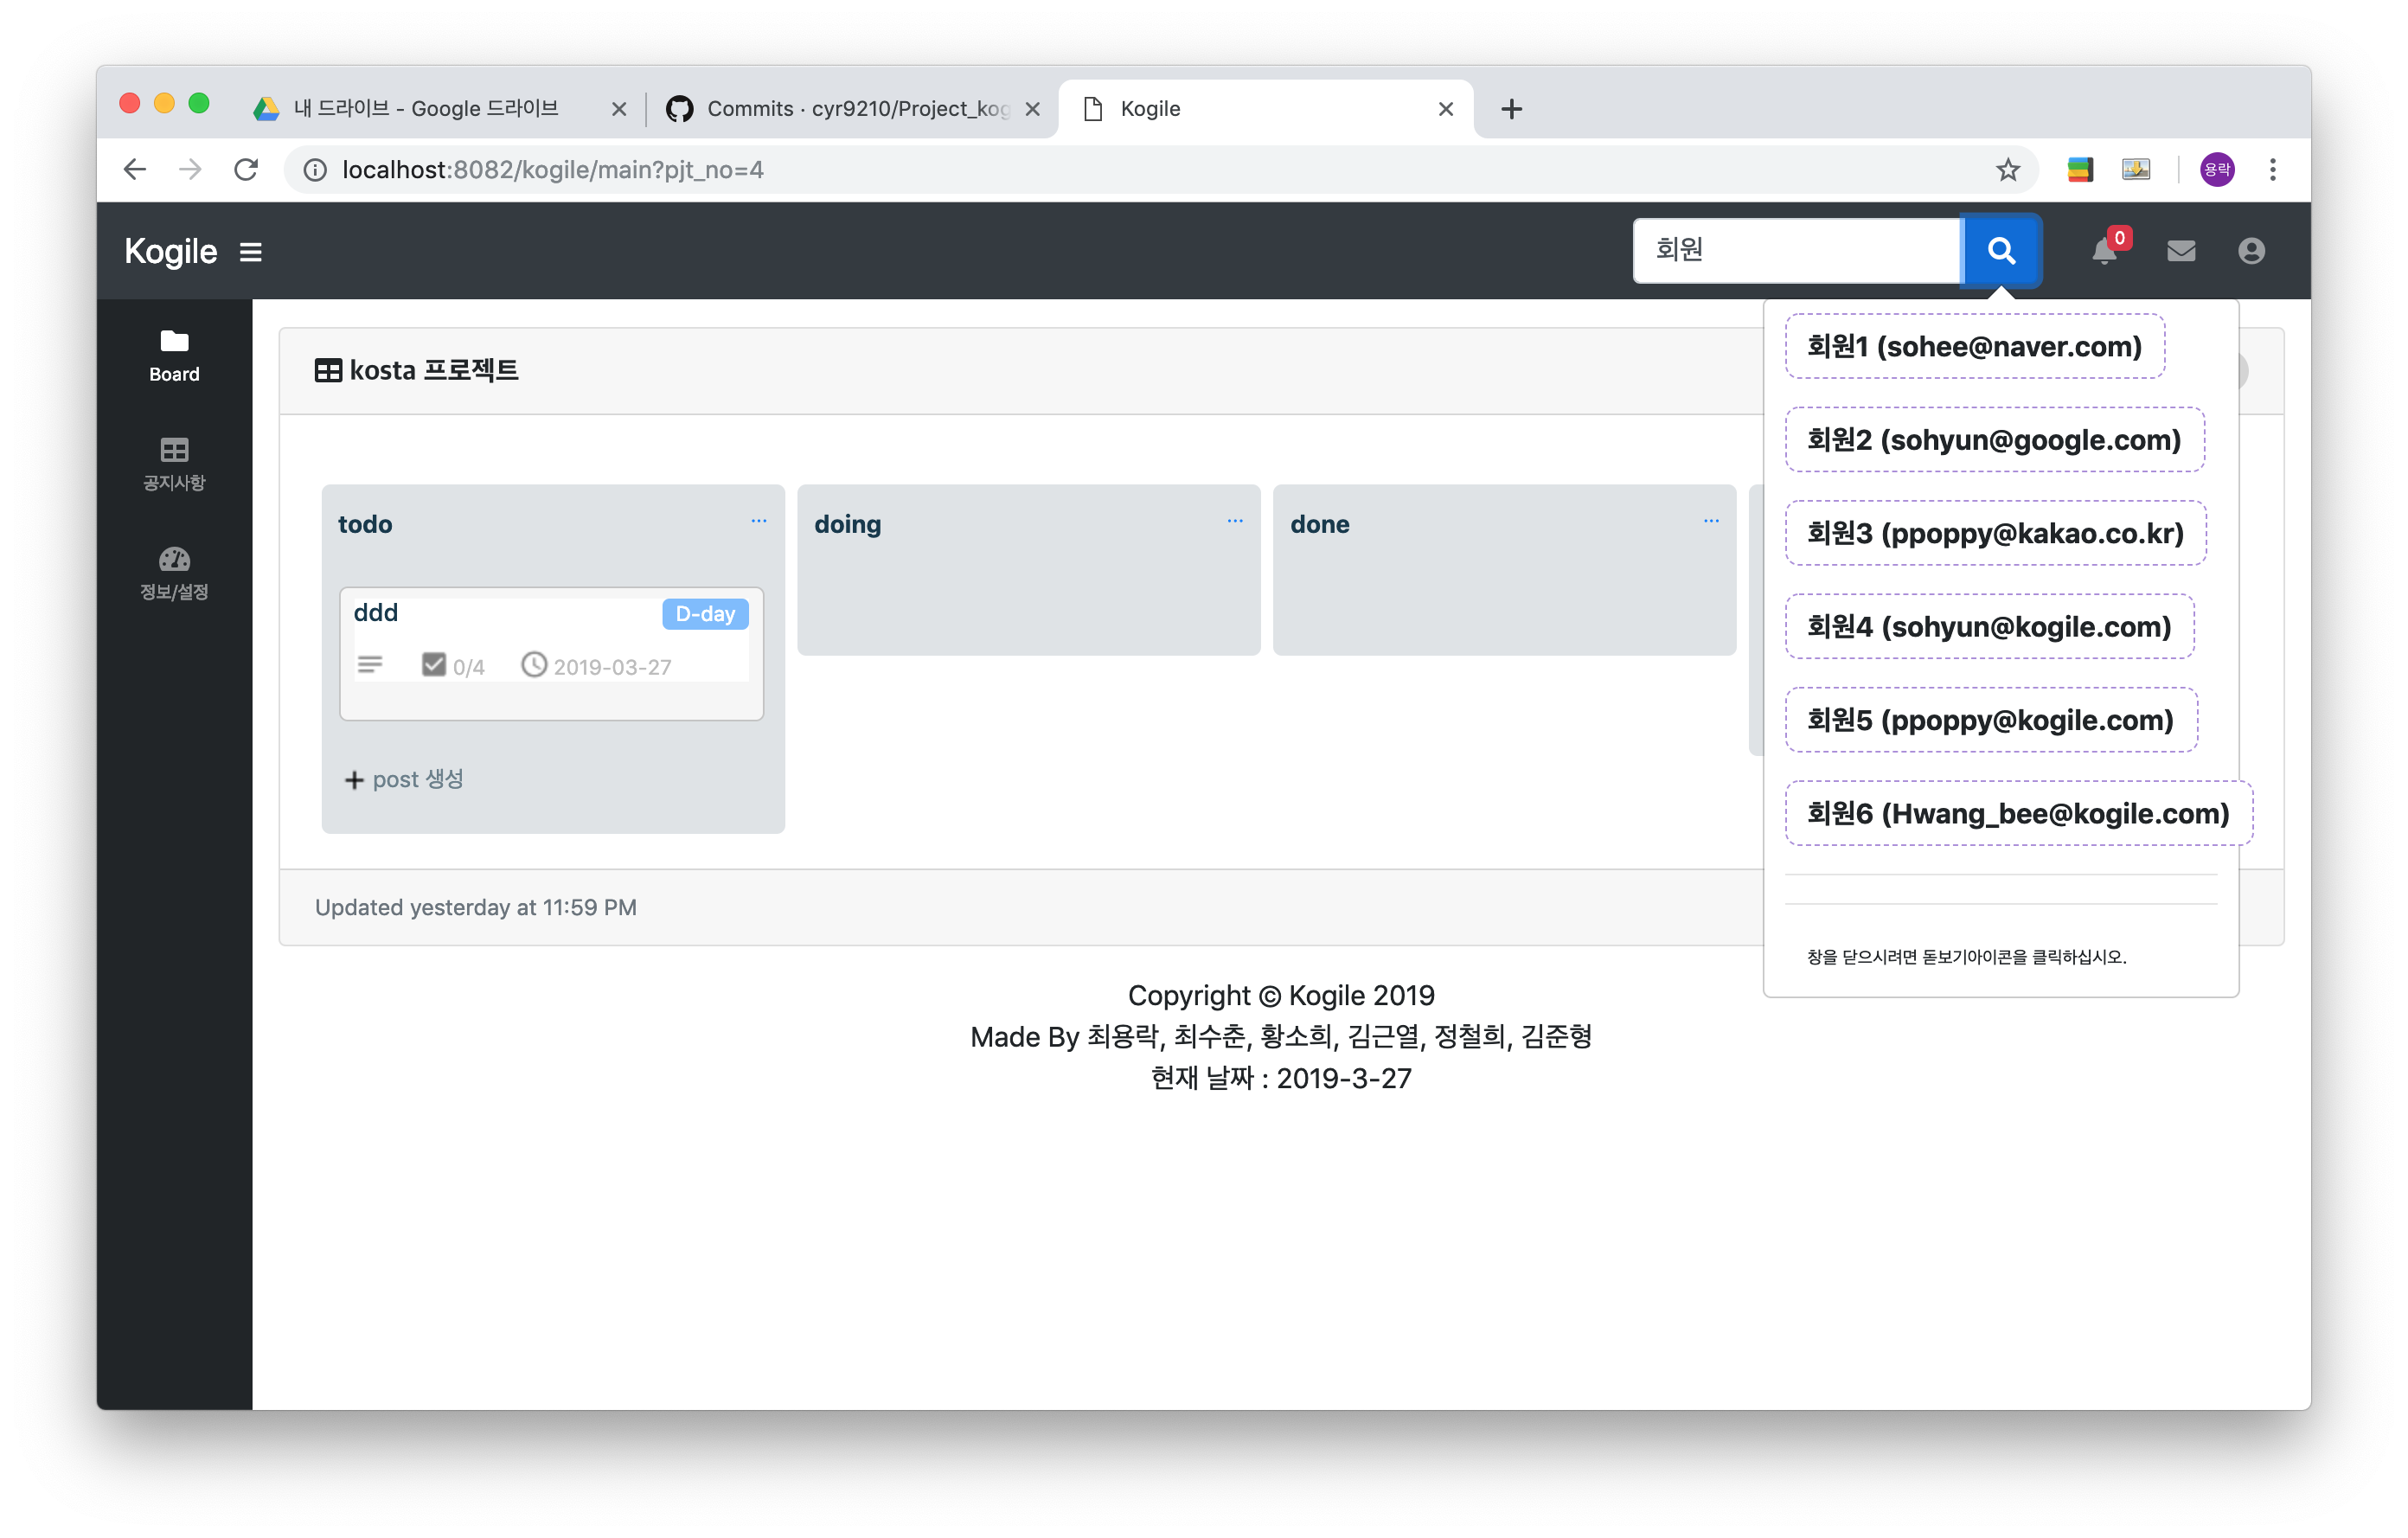 내 드라이브 - Google 드라이브
Commits · cyr9210/Project_kog
Kogile
localhost:8082/kogile/main?pjt_no=4
용락
Kogile
회원
0
Board
공지사항
정보/설정
kosta 프로젝트
todo ...
doing ...
done ...
ddd D-day
0/4 2019-03-27
+ post 생성
Updated yesterday at 11:59 PM
회원1 (sohee@naver.com)
회원2 (sohyun@google.com)
회원3 (ppoppy@kakao.co.kr)
회원4 (sohyun@kogile.com)
회원5 (ppoppy@kogile.com)
회원6 (Hwang_bee@kogile.com)
창을 닫으시려면 돋보기아이콘을 클릭하십시오.
Copyright © Kogile 2019
Made By 최용락, 최수춘, 황소희, 김근열, 정철희, 김준형
현재 날짜 : 2019-3-27